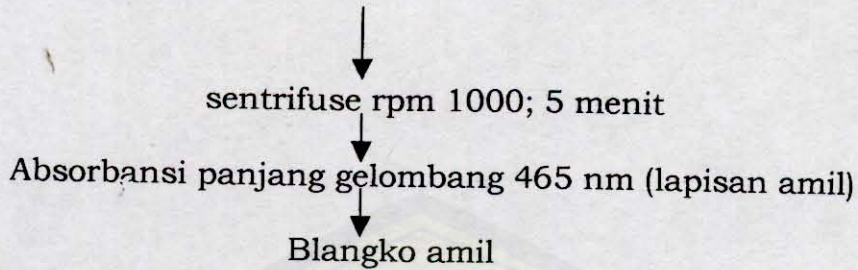 sentrifuse rpm 1000; 5 menit
Absorbansi panjang gelombang 465 nm (lapisan amil)
Blangko amil